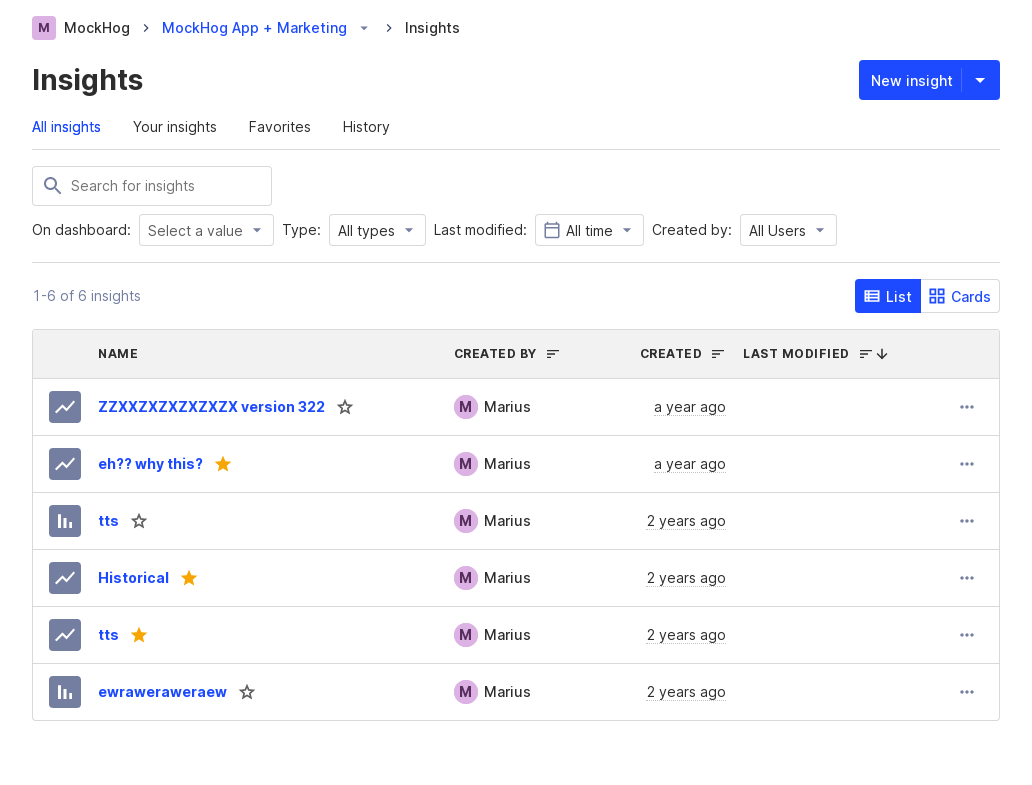 M MockHog MockHog App + Marketing Insights
Insights
New insight
All insights Your insights Favorites History
Search for insights
On dashboard: Select a value Type: All types Last modified: All time Created by: All Users
1-6 of 6 insights
List Cards
NAME CREATED BY CREATED LAST MODIFIED
ZZXXZXZXZXZXZX version 322 M Marius a year ago
eh?? why this? M Marius a year ago
tts M Marius 2 years ago
Historical M Marius 2 years ago
tts M Marius 2 years ago
ewraweraweraew M Marius 2 years ago